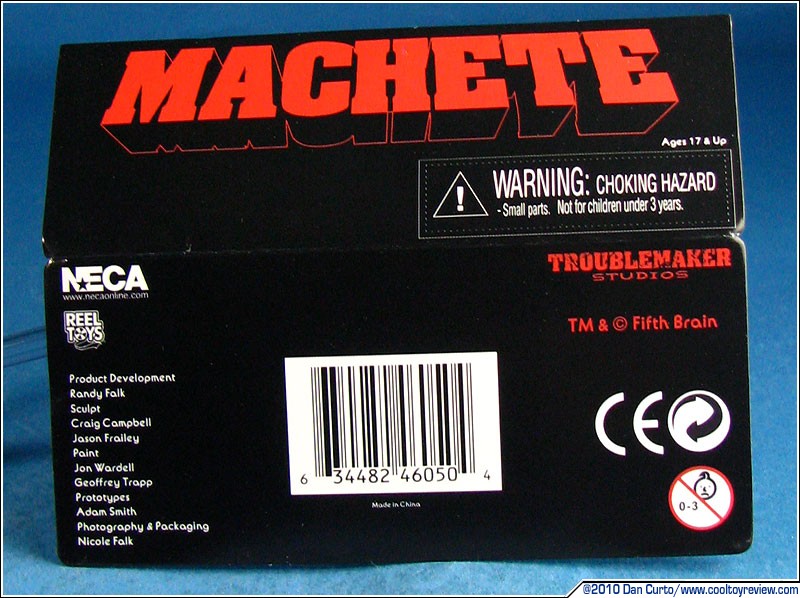 MACHETE
Ages 17 & Up
WARNING: CHOKING HAZARD
- Small parts. Not for children under 3 years.
NECA
www.necaonline.com
TROUBLEMAKER
STUDIOS
REEL
TOYS
TM & © Fifth Brain
Product Development
Randy Falk
Sculpt
Craig Campbell
Jason Frailey
Paint
Jon Wardell
Geoffrey Trapp
Prototypes
Adam Smith
Photography & Packaging
Nicole Falk
6 34482 46050 4
Made in China
CE
0-3
@2010 Dan Curto/www.cooltoyreview.com